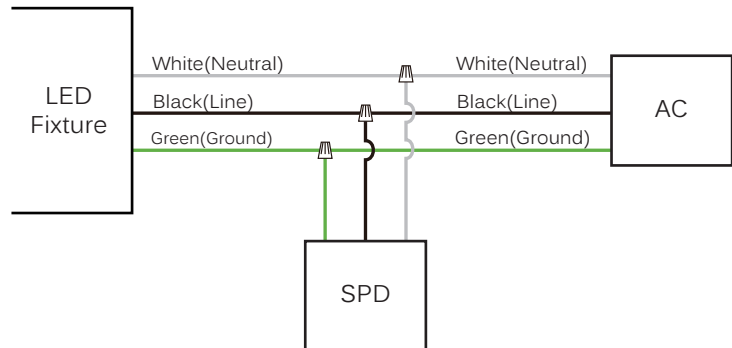 White(Neutral)
White(Neutral)
LED
Fixture
Black(Line)
Black(Line)
AC
Green(Ground)
Green(Ground)
SPD